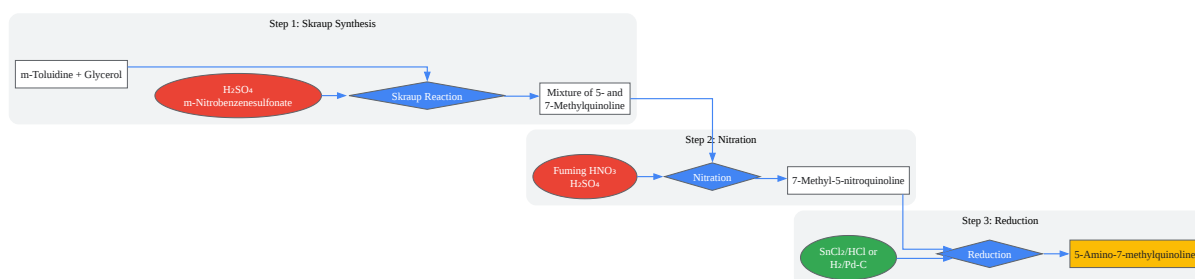 Step 1: Skraup Synthesis
m-Toluidine + Glycerol
H₂SO₄
m-Nitrobenzenesulfonate
Skraup Reaction
Mixture of 5- and
7-Methylquinoline
Step 2: Nitration
Fuming HNO₃
H₂SO₄
Nitration
7-Methyl-5-nitroquinoline
Step 3: Reduction
SnCl₂/HCl or
H₂/Pd-C
Reduction
5-Amino-7-methylquinoline